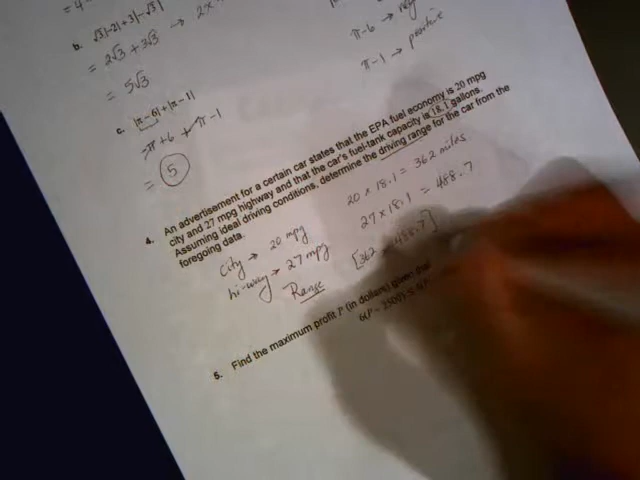 b. √3|-2| + 3|-√3|
= 2√3 + 3√3 →
= 5√3
π-6 → neg
π-1 → positive
c. |π - 6| + |π - 1|
-π + 6 + π - 1
= 5
4. An advertisement for a certain car states that the EPA fuel economy is 20 mpg
city and 27 mpg highway and that the car's fuel-tank capacity is 18.1 gallons.
Assuming ideal driving conditions, determine the driving range for the car from the
foregoing data.
City → 20 mpg
hi-way → 27 mpg
Range
20 × 18.1 = 362 miles
27 × 18.1 = 488.7
[362, 488.7]
5. Find the maximum profit P (in dollars) given that
6(P - 2500) ≤